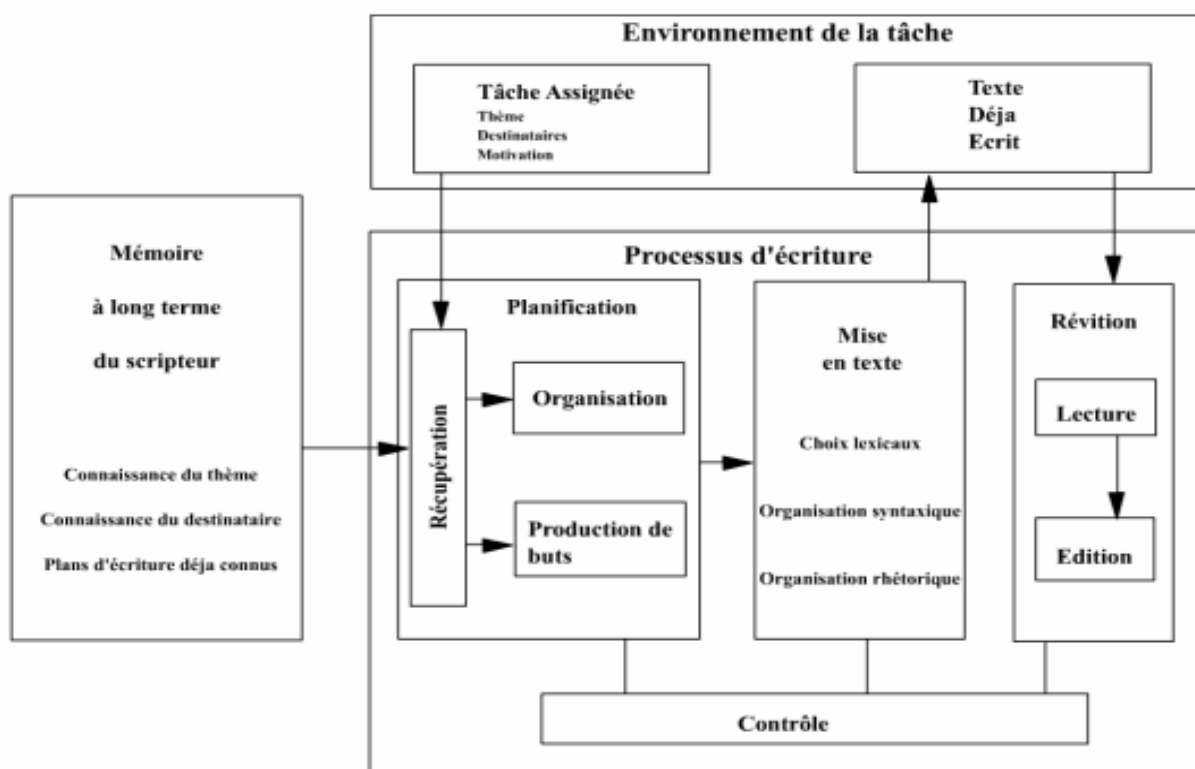 Environnement de la tâche
Tâche Assignée
Thème
Destinataires
Motivation
Texte
Déja
Ecrit
Mémoire
à long terme
du scripteur
Connaissance du thème
Connaissance du destinataire
Plans d'écriture déja connus
Processus d'écriture
Planification
Récupération
Organisation
Production de
buts
Mise
en texte
Choix lexicaux
Organisation syntaxique
Organisation rhétorique
Révition
Lecture
Edition
Contrôle